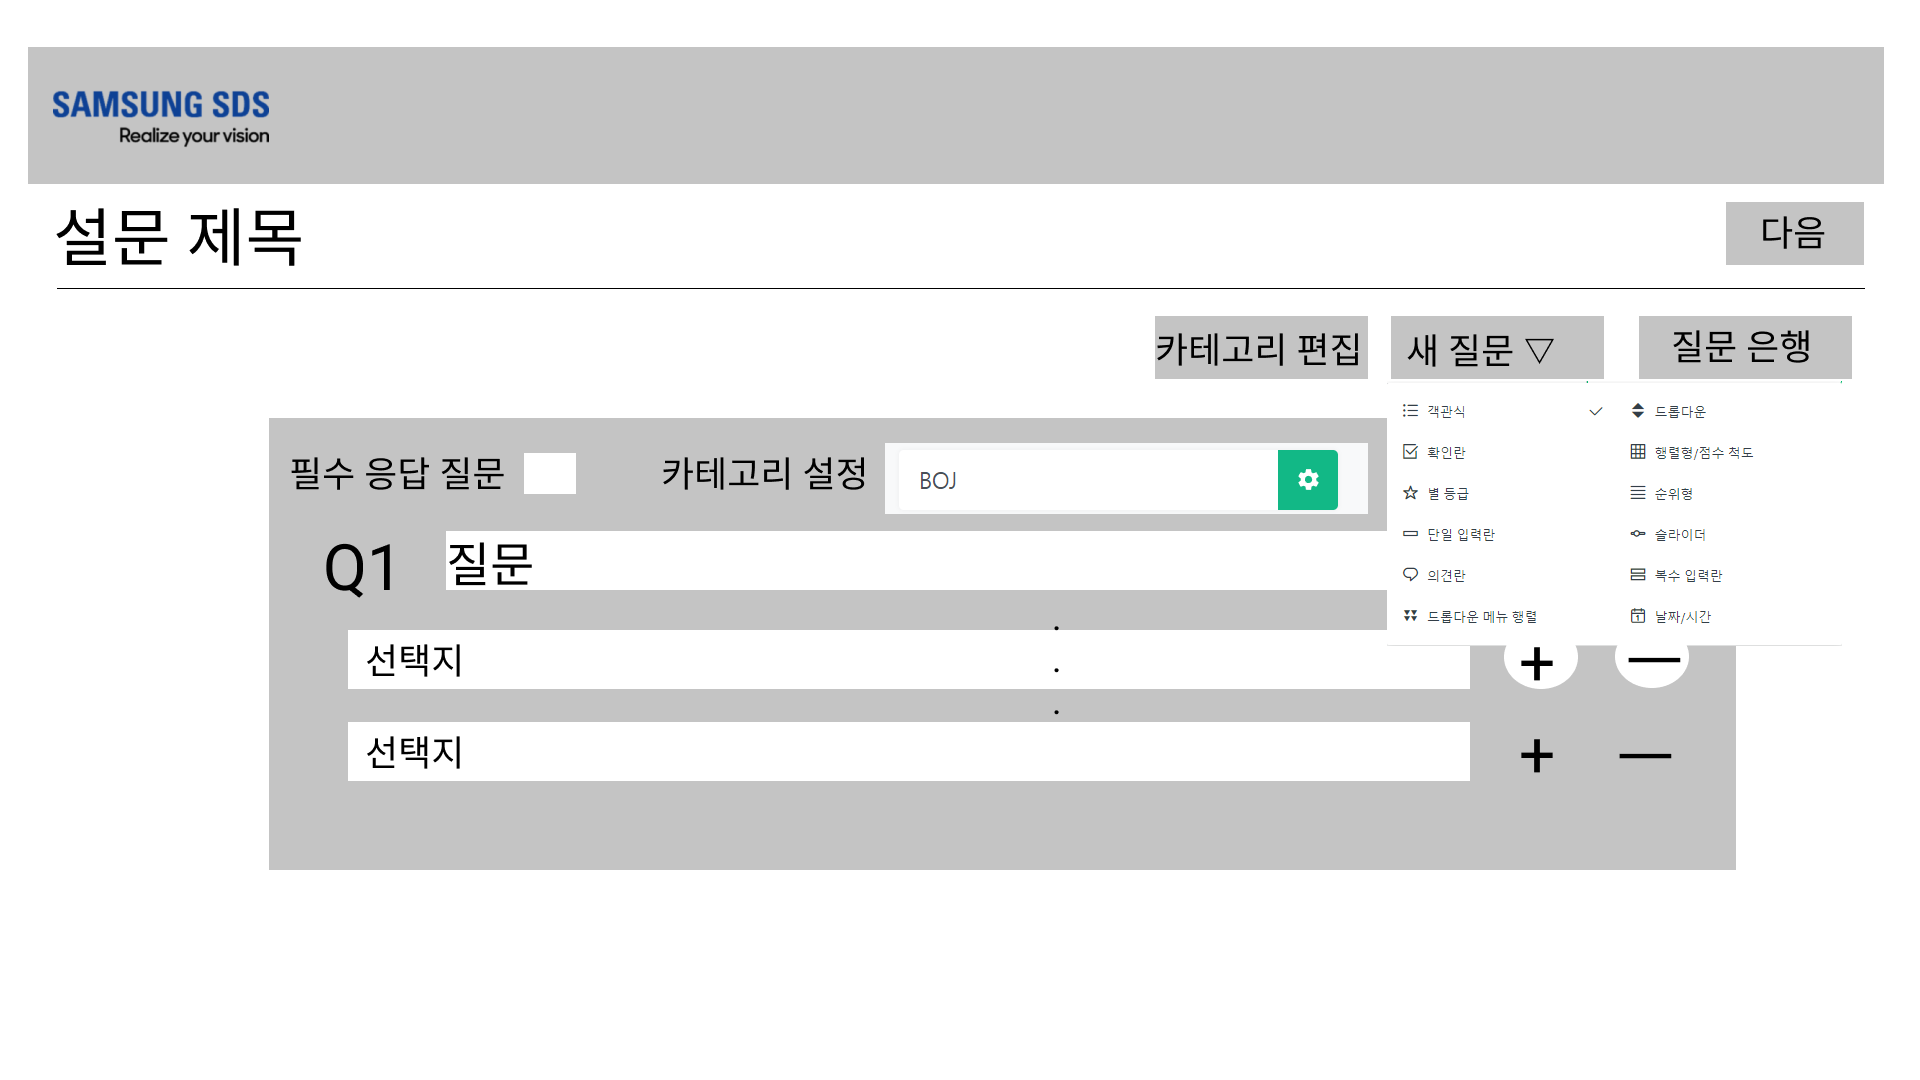 SAMSUNG SDS
Realize your vision
설문 제목
다음
카테고리 편집
새 질문 ▽
질문 은행
객관식
드롭다운
확인란
행렬형/점수 척도
별 등급
순위형
단일 입력란
슬라이더
의견란
복수 입력란
드롭다운 메뉴 행렬
날짜/시간
필수 응답 질문
카테고리 설정
BOJ
Q1
질문
선택지
+ —
선택지
+ —